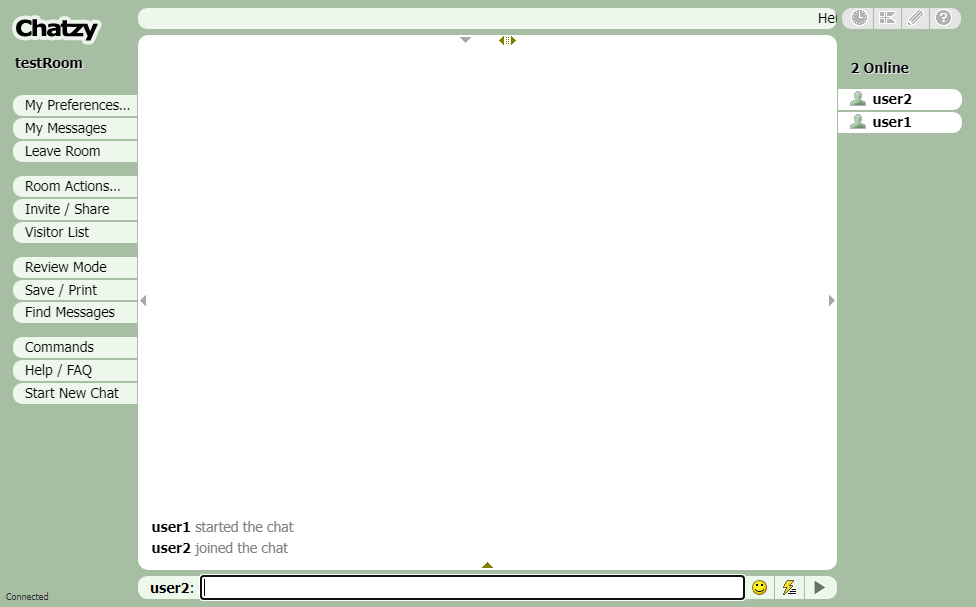 Chatzy
testRoom
My Preferences...
My Messages
Leave Room
Room Actions...
Invite / Share
Visitor List
Review Mode
Save / Print
Find Messages
Commands
Help / FAQ
Start New Chat
Connected
user1 started the chat
user2 joined the chat
user2:
2 Online
user2
user1